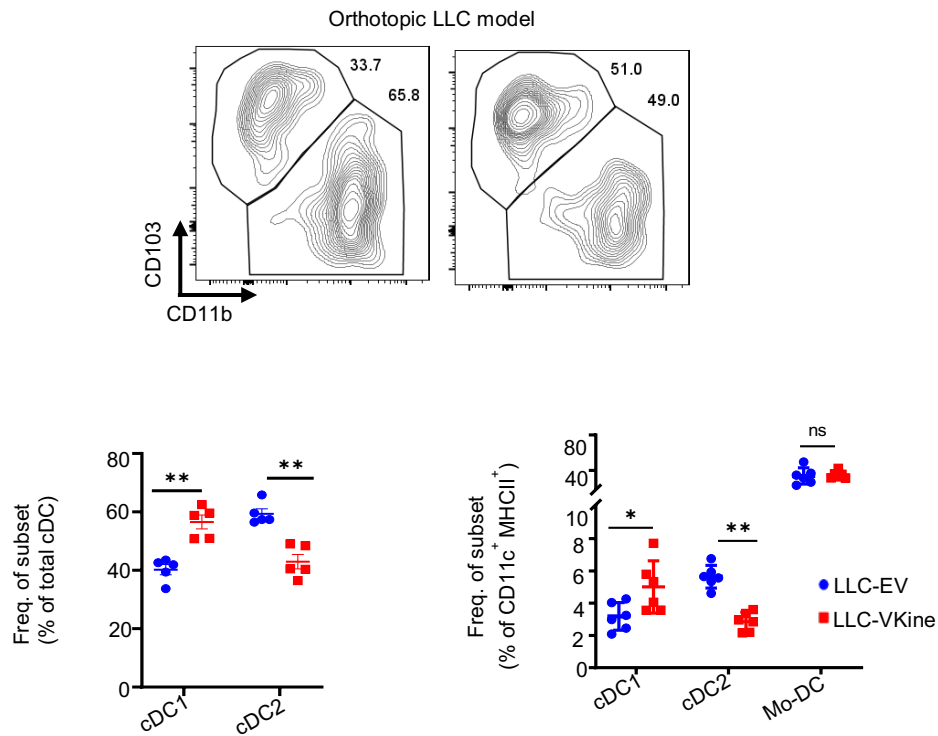 Orthotopic LLC model
33.7
65.8
51.0
49.0
CD103
CD11b
Freq. of subset
(% of total cDC)
80
60
40
20
0
**
**
cDC1
cDC2
Freq. of subset
(% of CD11c⁺ MHCII⁺)
80
40
10
8
6
4
2
0
*
**
ns
cDC1
cDC2
Mo-DC
LLC-EV
LLC-VKine